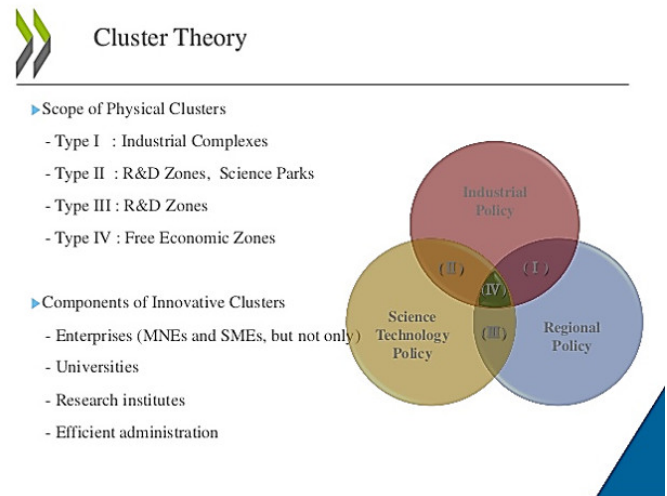 Cluster Theory
Scope of Physical Clusters
- Type I : Industrial Complexes
- Type II : R&D Zones, Science Parks
- Type III : R&D Zones
- Type IV : Free Economic Zones
Components of Innovative Clusters
- Enterprises (MNEs and SMEs, but not only)
- Universities
- Research institutes
- Efficient administration
Industrial
Policy
(Ⅱ)
(Ⅰ)
(Ⅳ)
Science
Technology
Policy
(Ⅲ)
Regional
Policy